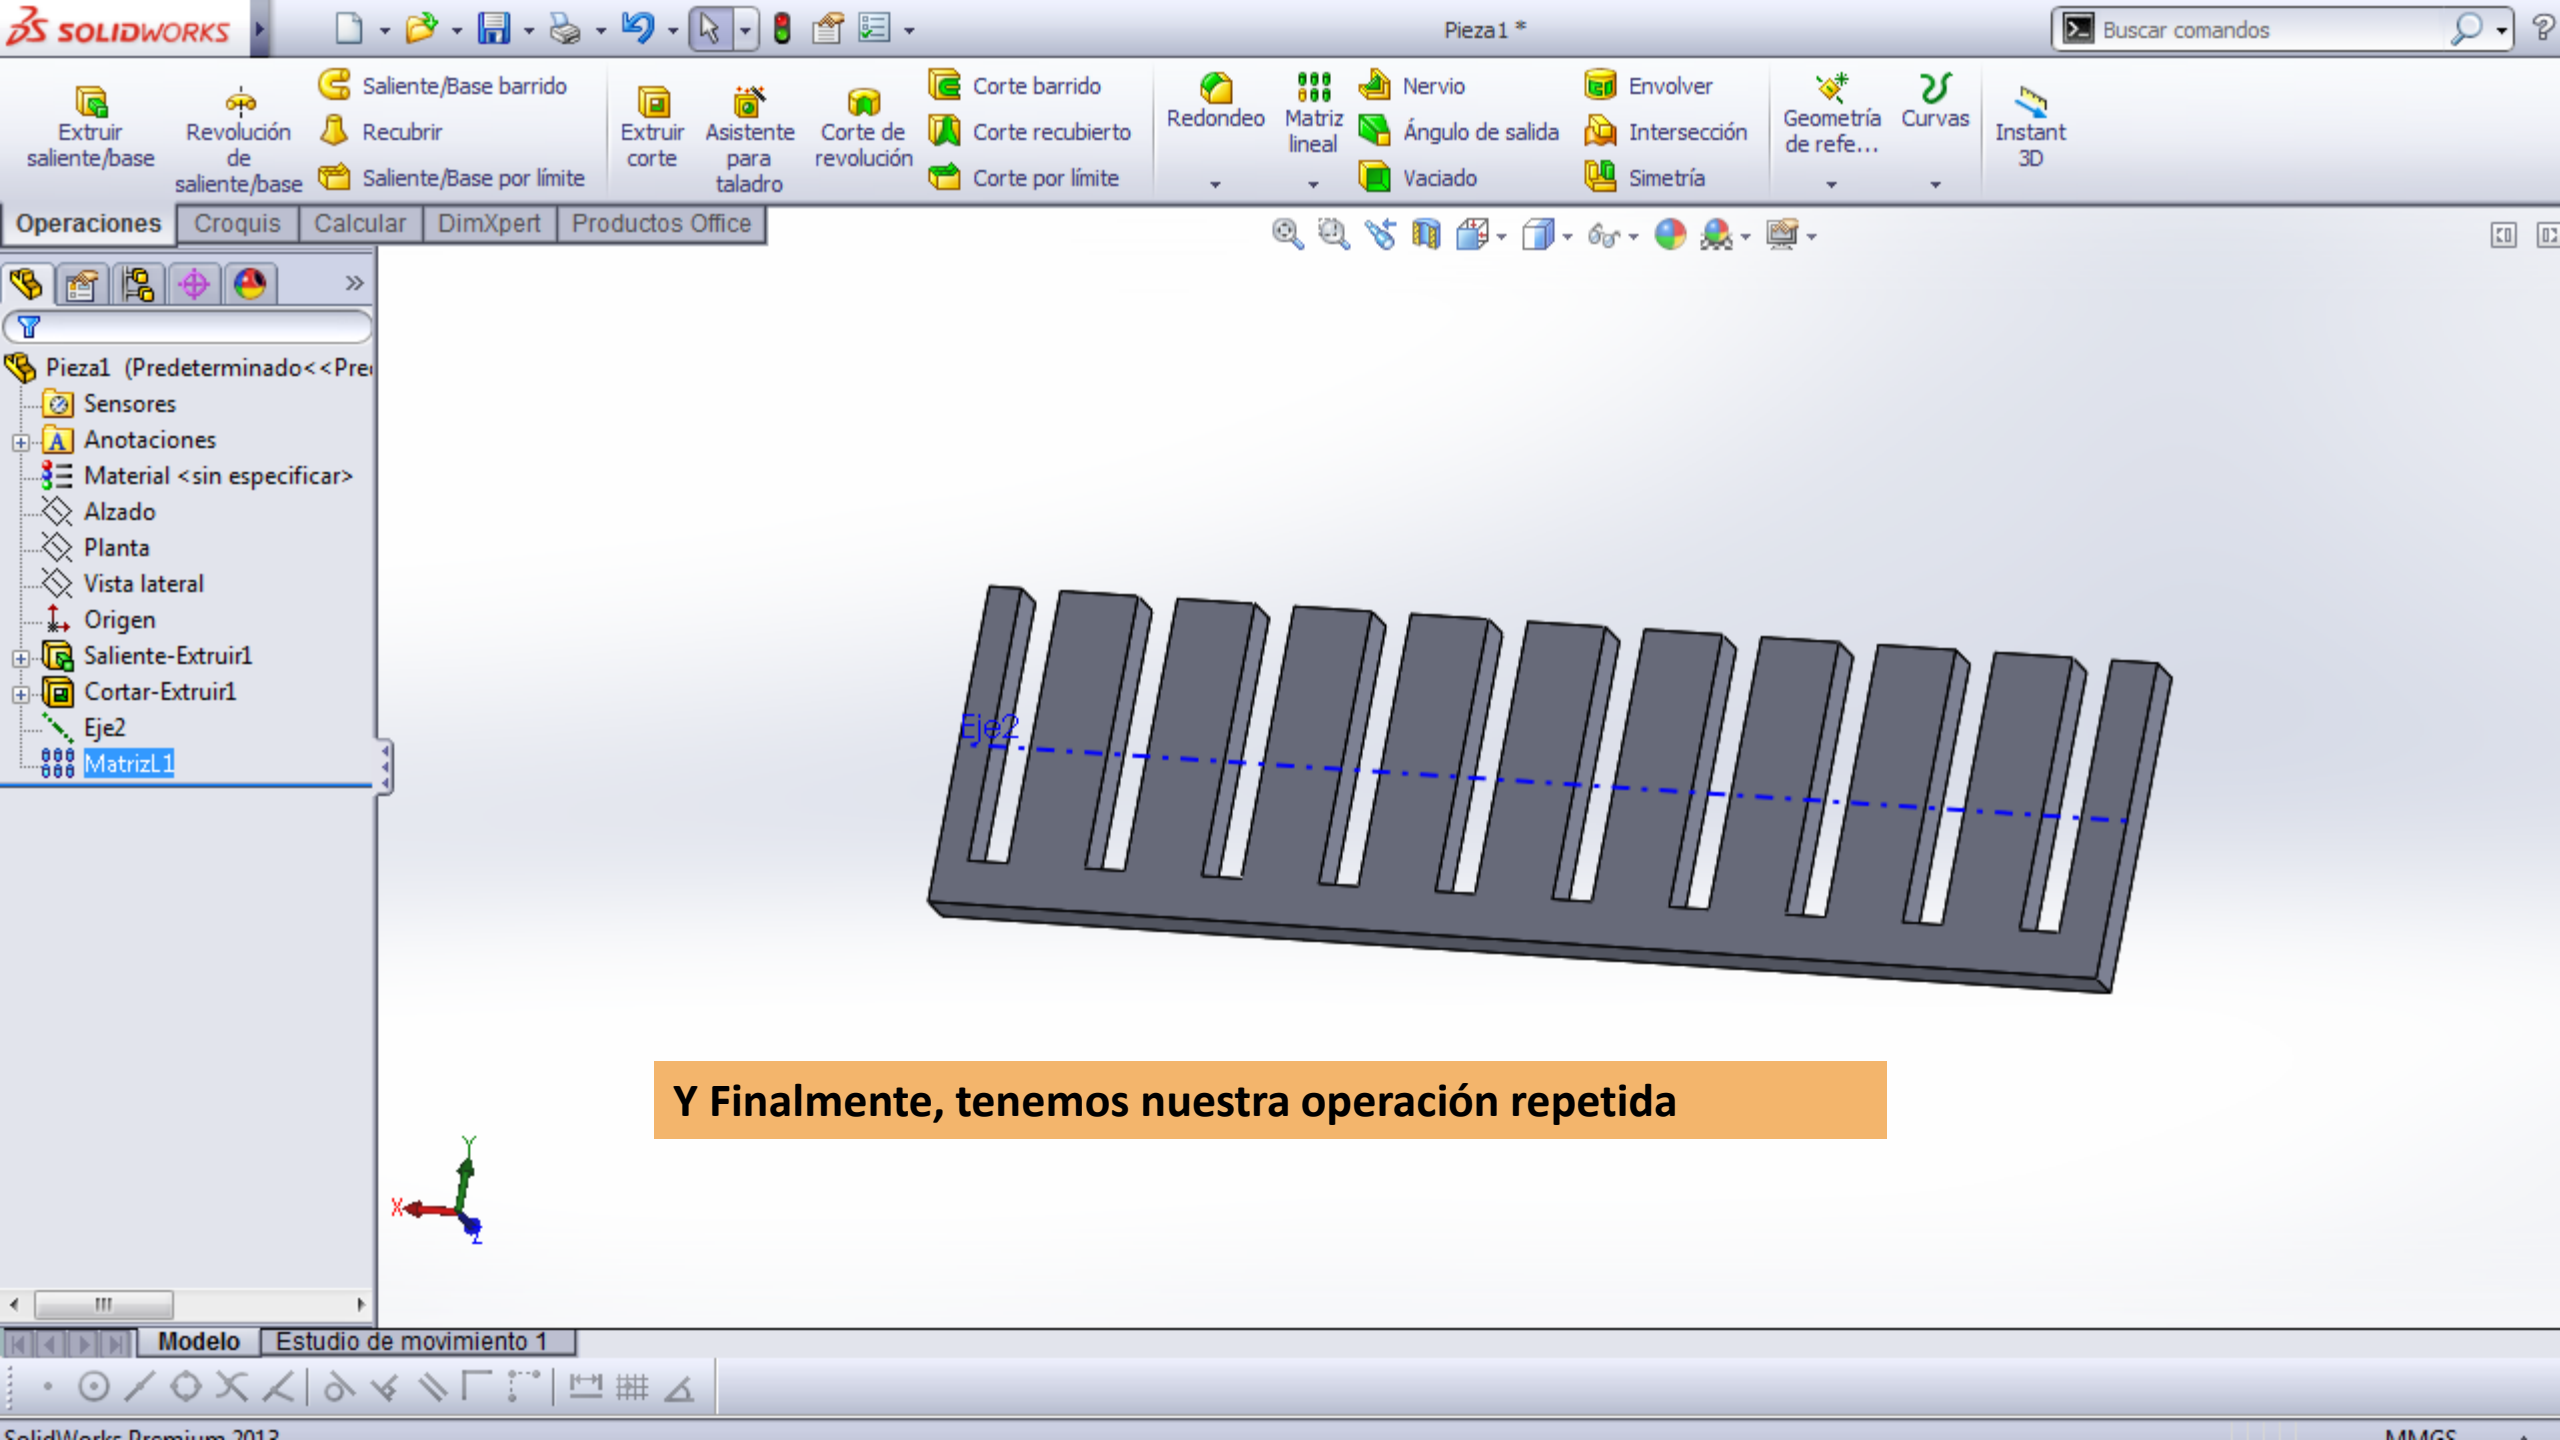 SOLIDWORKS
Pieza1 *
Buscar comandos
Extruir saliente/base
Revolución de saliente/base
Saliente/Base barrido
Recubrir
Saliente/Base por límite
Extruir corte
Asistente para taladro
Corte de revolución
Corte barrido
Corte recubierto
Corte por límite
Redondeo
Matriz lineal
Nervio
Ángulo de salida
Vaciado
Envolver
Intersección
Simetría
Geometría de refe...
Curvas
Instant 3D
Operaciones
Croquis
Calcular
DimXpert
Productos Office
Pieza1 (Predeterminado<<Pre
Sensores
Anotaciones
Material <sin especificar>
Alzado
Planta
Vista lateral
Origen
Saliente-Extruir1
Cortar-Extruir1
Eje2
MatrizL1
Eje2
Y Finalmente, tenemos nuestra operación repetida
Y
X
Z
Modelo
Estudio de movimiento 1
SolidWorks Premium 2013
MMGS